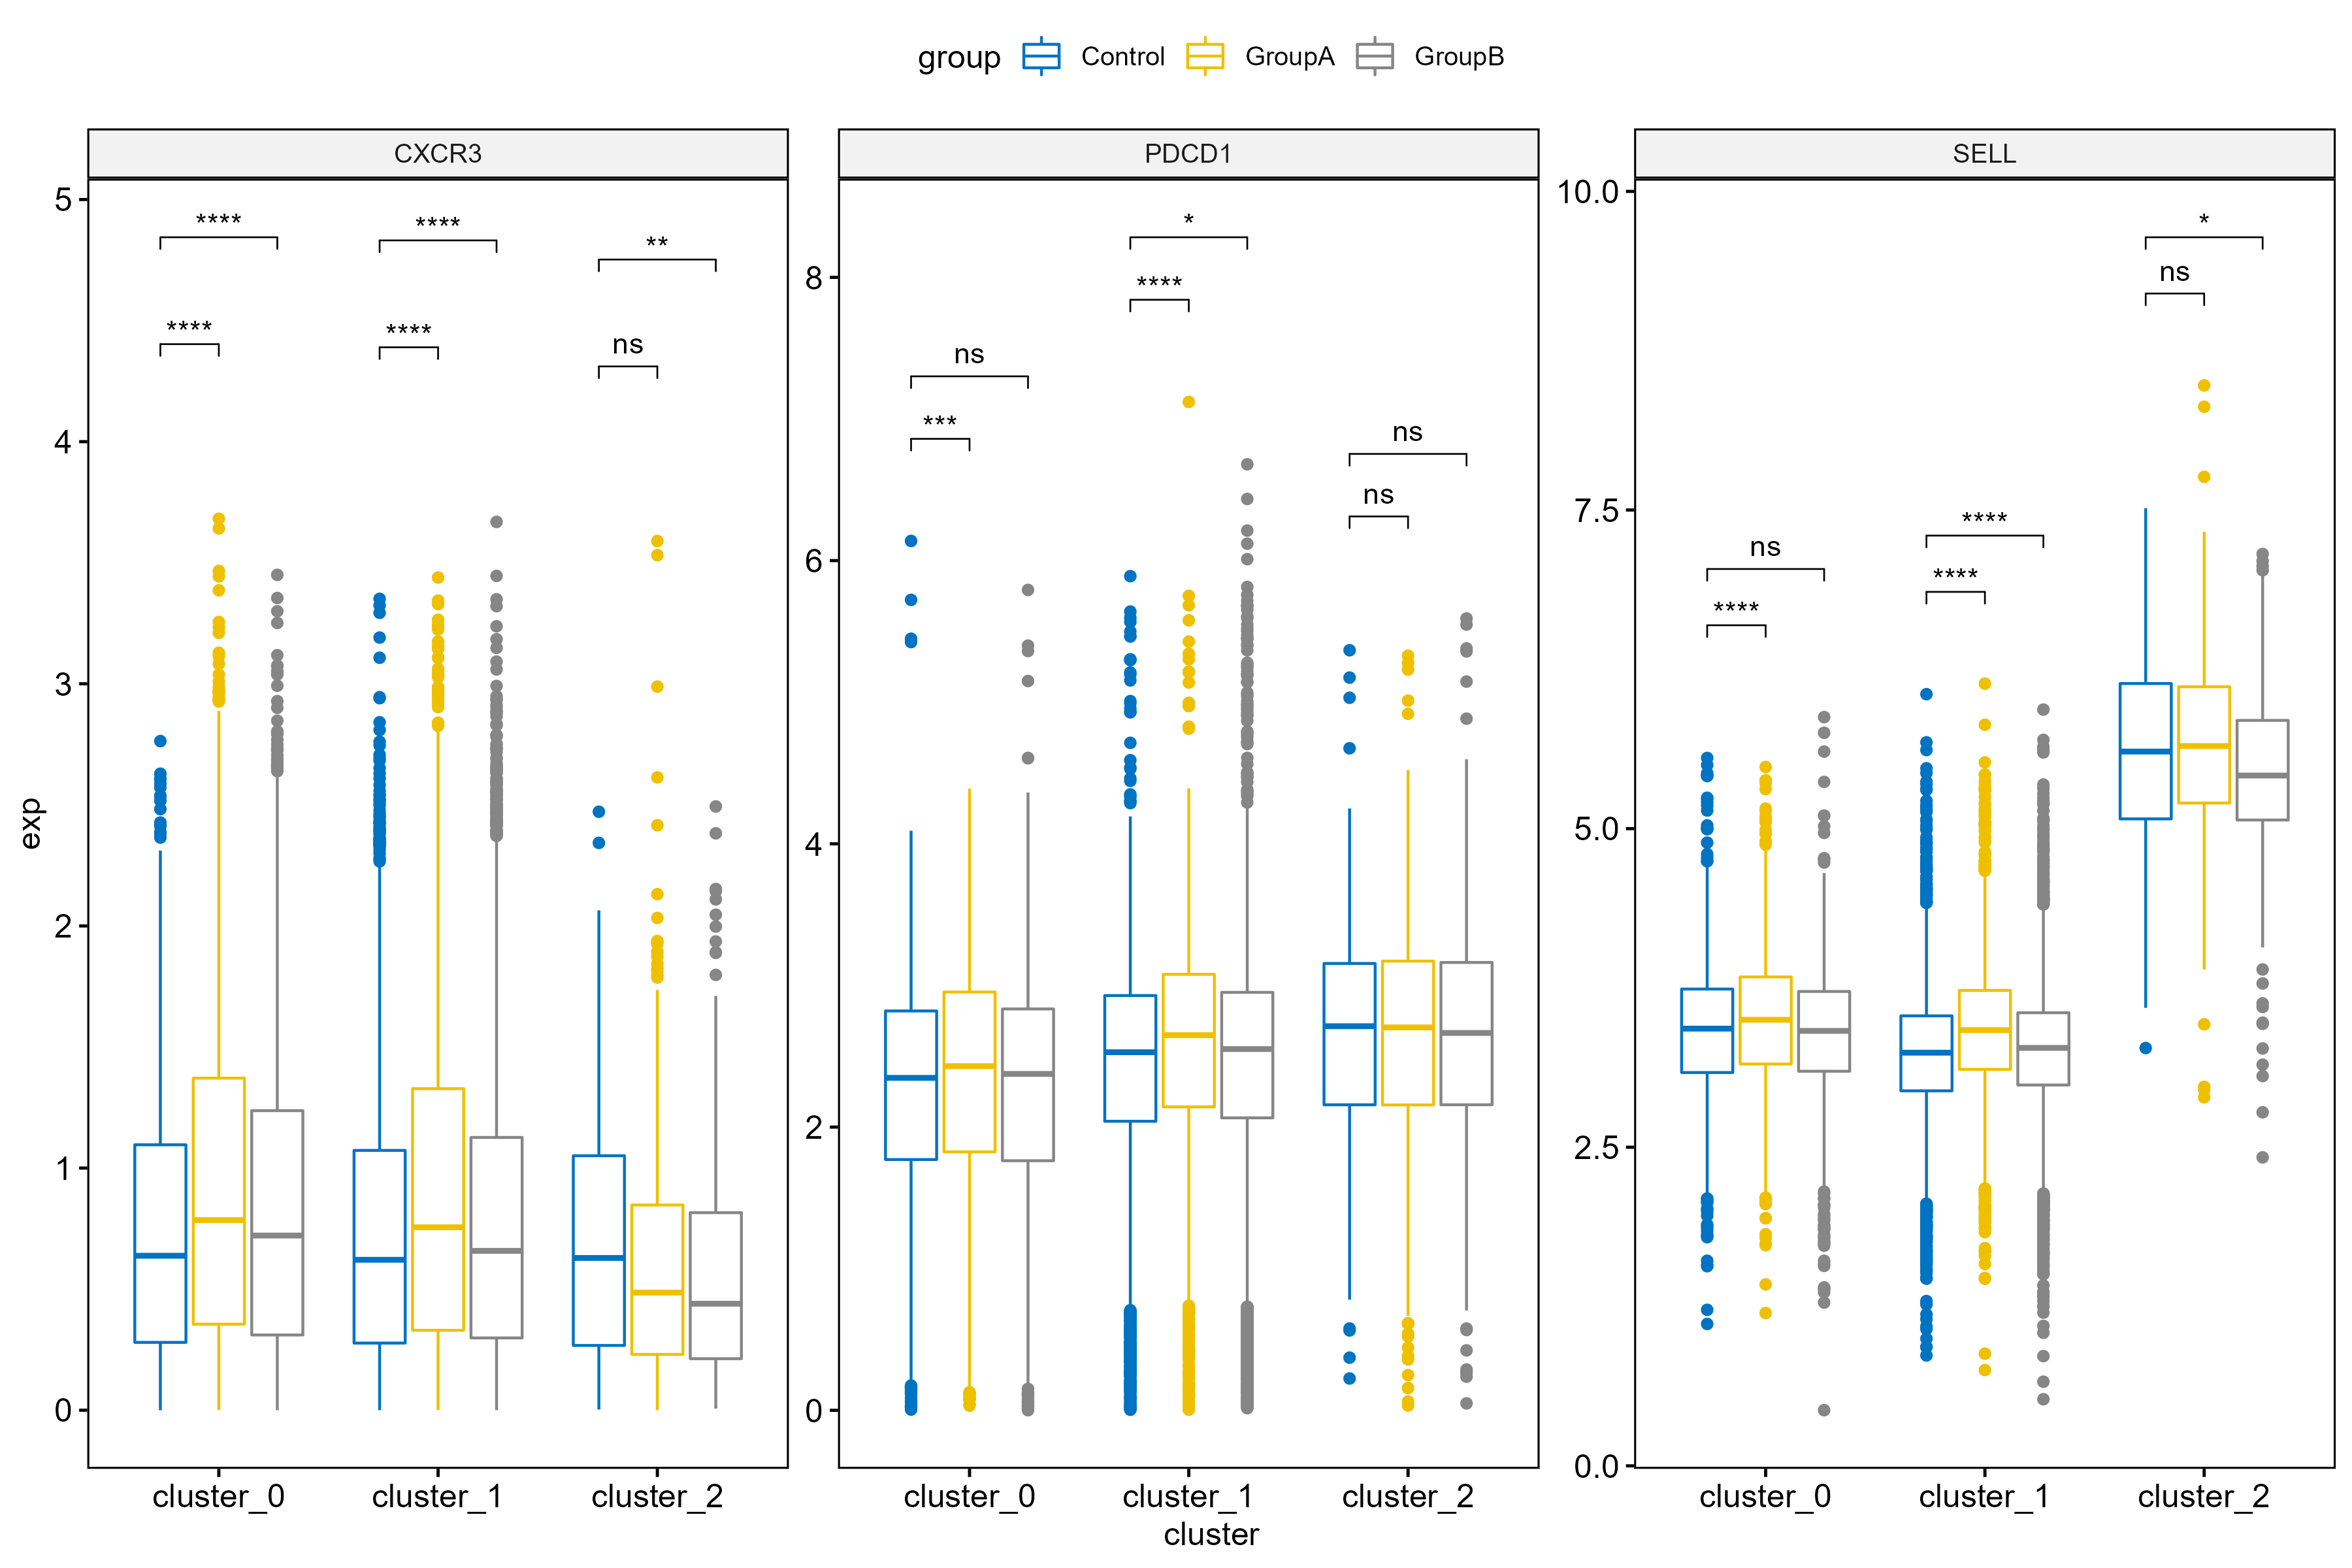 group Control GroupA GroupB
CXCR3 PDCD1 SELL
exp
5
4
3
2
1
0
**** **** **
**** **** ns
cluster_0 cluster_1 cluster_2
8
6
4
2
0
ns * ns
*** **** ns
cluster_0 cluster_1 cluster_2
10.0
7.5
5.0
2.5
0.0
ns **** *
**** **** ns
cluster_0 cluster_1 cluster_2
cluster